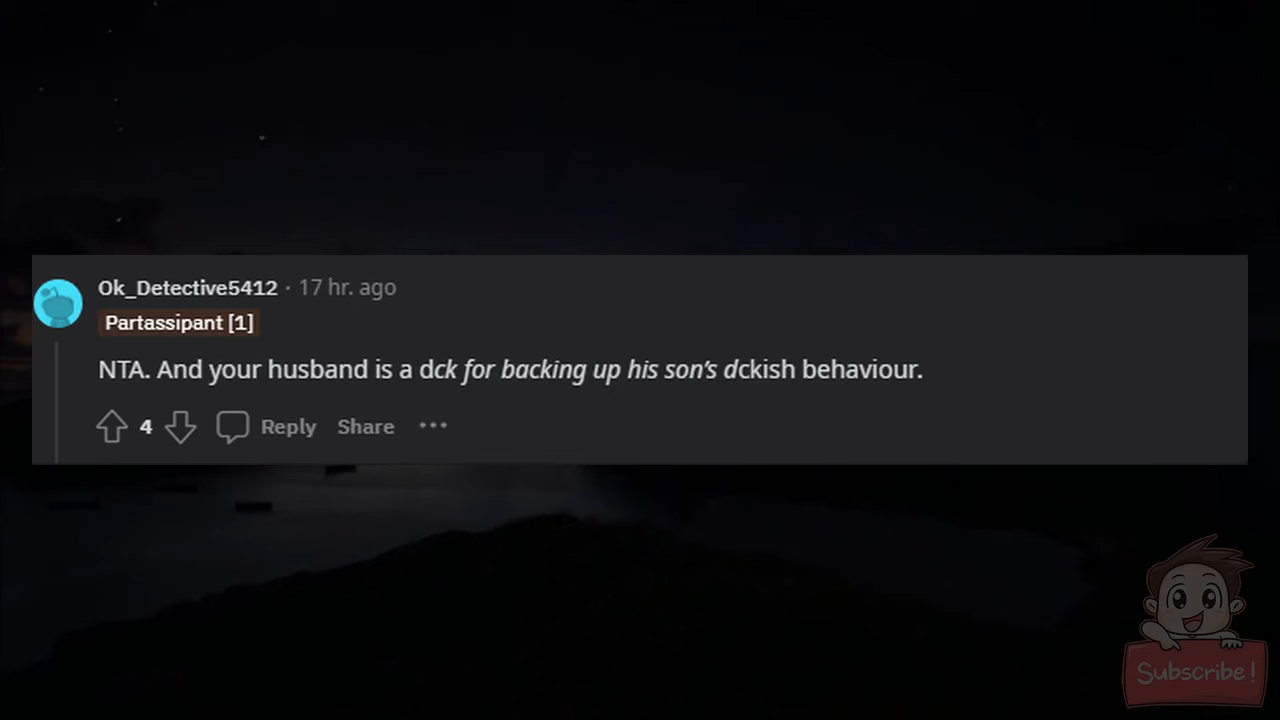 Ok_Detective5412 · 17 hr. ago
Partassipant [1]
NTA. And your husband is a dck for backing up his son’s dckish behaviour.
4 Reply Share ···
Subscribe!